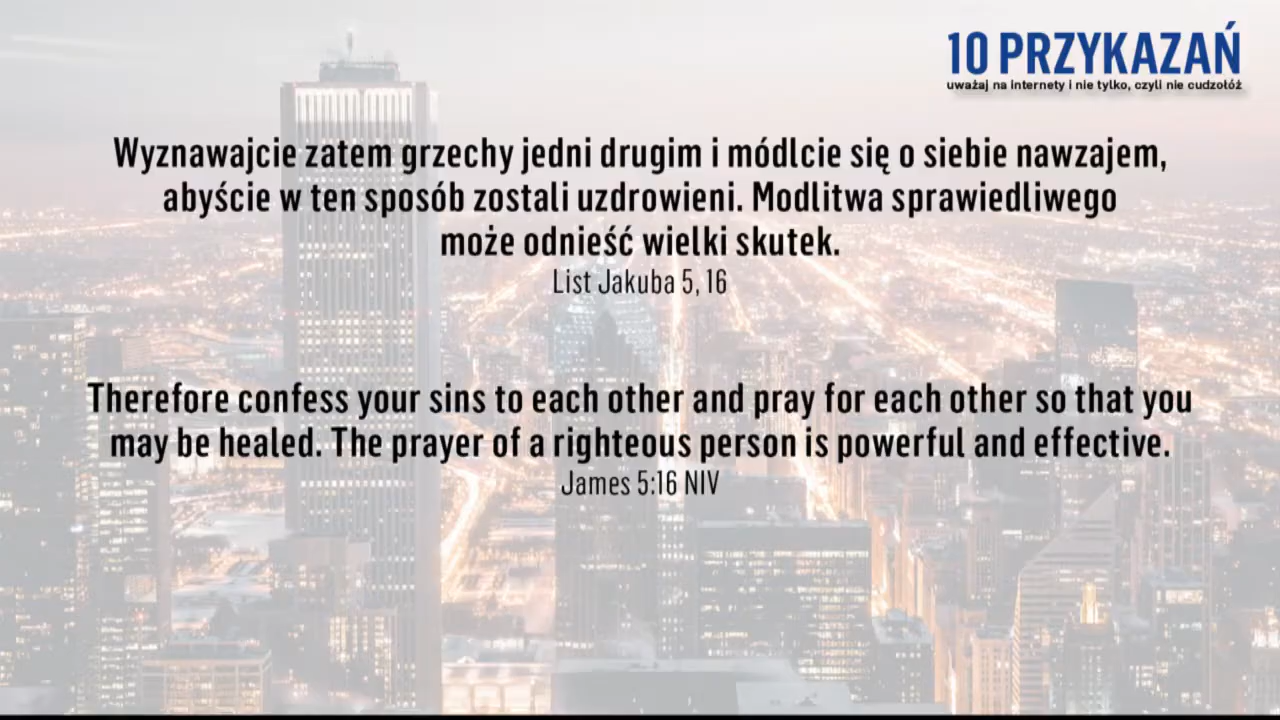 10 PRZYKAZAŃ
uważaj na internety i nie tylko, czyli nie cudzołóż
Wyznawajcie zatem grzechy jedni drugim i módlcie się o siebie nawzajem,
abyście w ten sposób zostali uzdrowieni. Modlitwa sprawiedliwego
może odnieść wielki skutek.
List Jakuba 5, 16
Therefore confess your sins to each other and pray for each other so that you
may be healed. The prayer of a righteous person is powerful and effective.
James 5:16 NIV